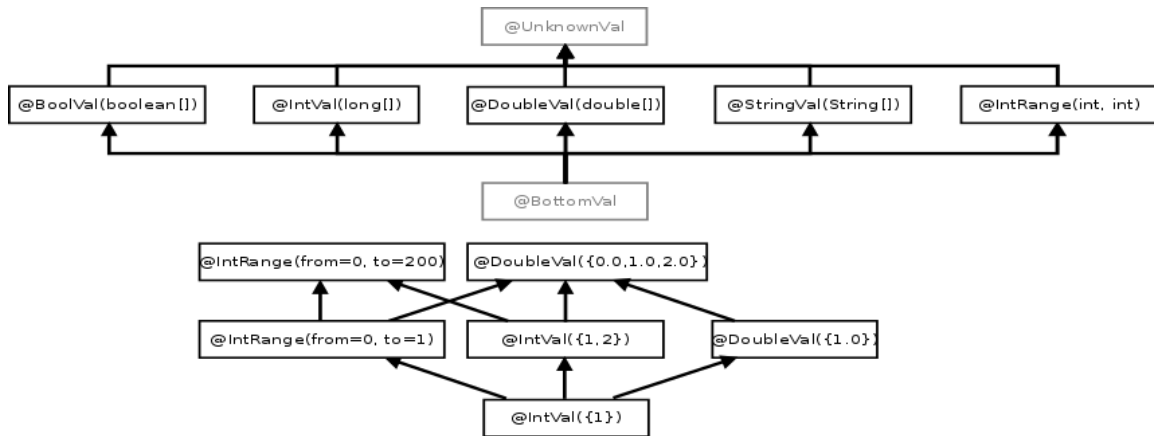 @UnknownVal
@BoolVal(boolean[])
@IntVal(long[])
@DoubleVal(double[])
@StringVal(String[])
@IntRange(int, int)
@BottomVal
@IntRange(from=0, to=200)
@DoubleVal({0.0,1.0,2.0})
@IntRange(from=0, to=1)
@IntVal({1,2})
@DoubleVal({1.0})
@IntVal({1})